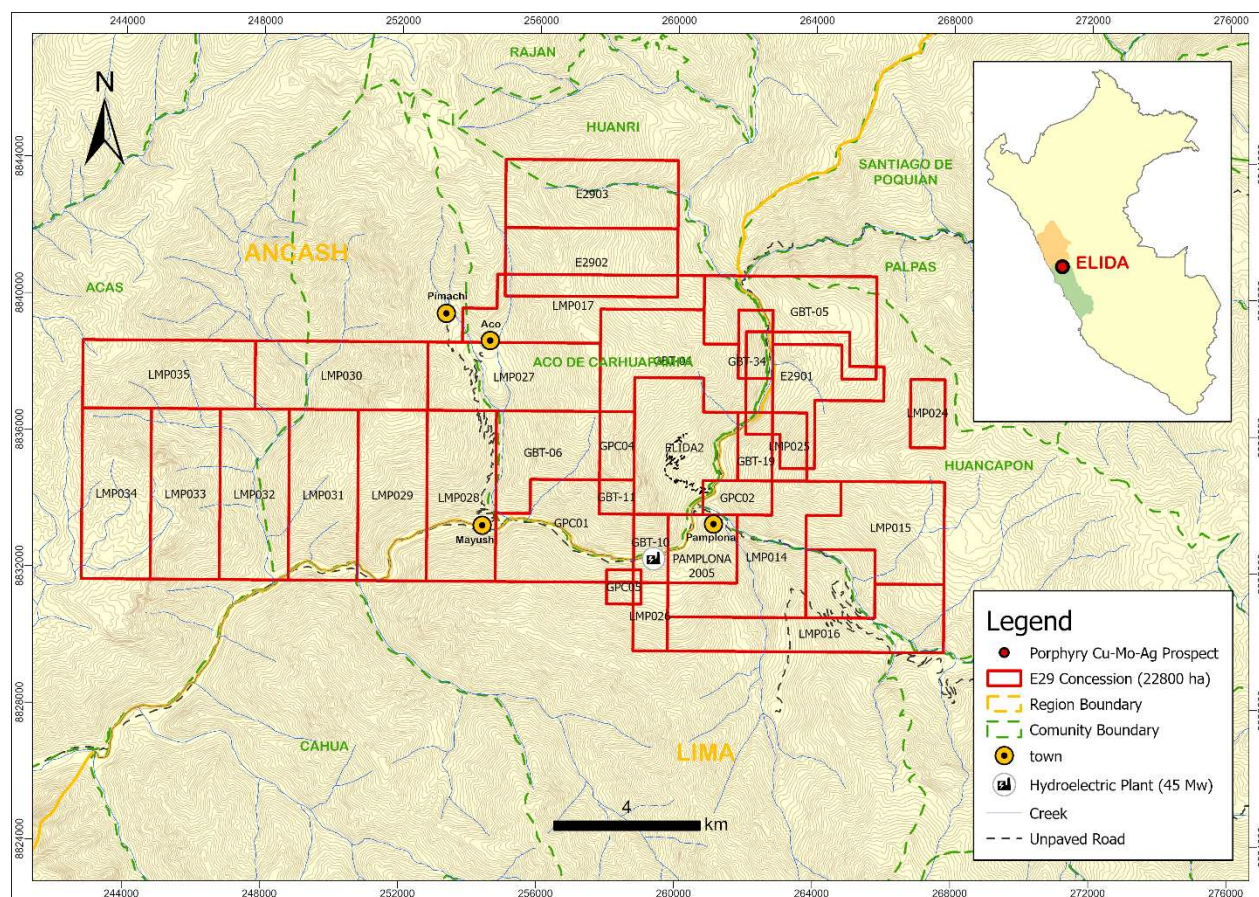 244000 248000 252000 256000 260000 264000 268000 272000 276000
RAJAN
N
HUANRI
8844000
SANTIAGO DE
POQUIAN
E2903
ANCASH
E2902
PALPAS
ELIDA
ACAS
8840000
Pimachi
LMP017
GBT-05
Aco
ACO DE CARHUAPAMPA
LMP035
LMP030
LMP027
GBT-34
E2901
LMP024
8836000
GPC04
ELIDA2
LMP025
GBT-06
GBT-19
HUANCAPON
LMP034
LMP033
LMP032
LMP031
LMP029
LMP028
GBT-11
GPC02
GPC01
LMP015
Mayush
Pamplona
GBT-10
LMP014
8832000
PAMPLONA
2005
GPC05
LMP026
LMP016
Legend
Porphyry Cu-Mo-Ag Prospect
E29 Concession (22800 ha)
Region Boundary
Comunity Boundary
town
Hydroelectric Plant (45 Mw)
Creek
Unpaved Road
8828000
CAHUA
LIMA
4
km
8824000
244000 248000 252000 256000 260000 264000 268000 272000 276000